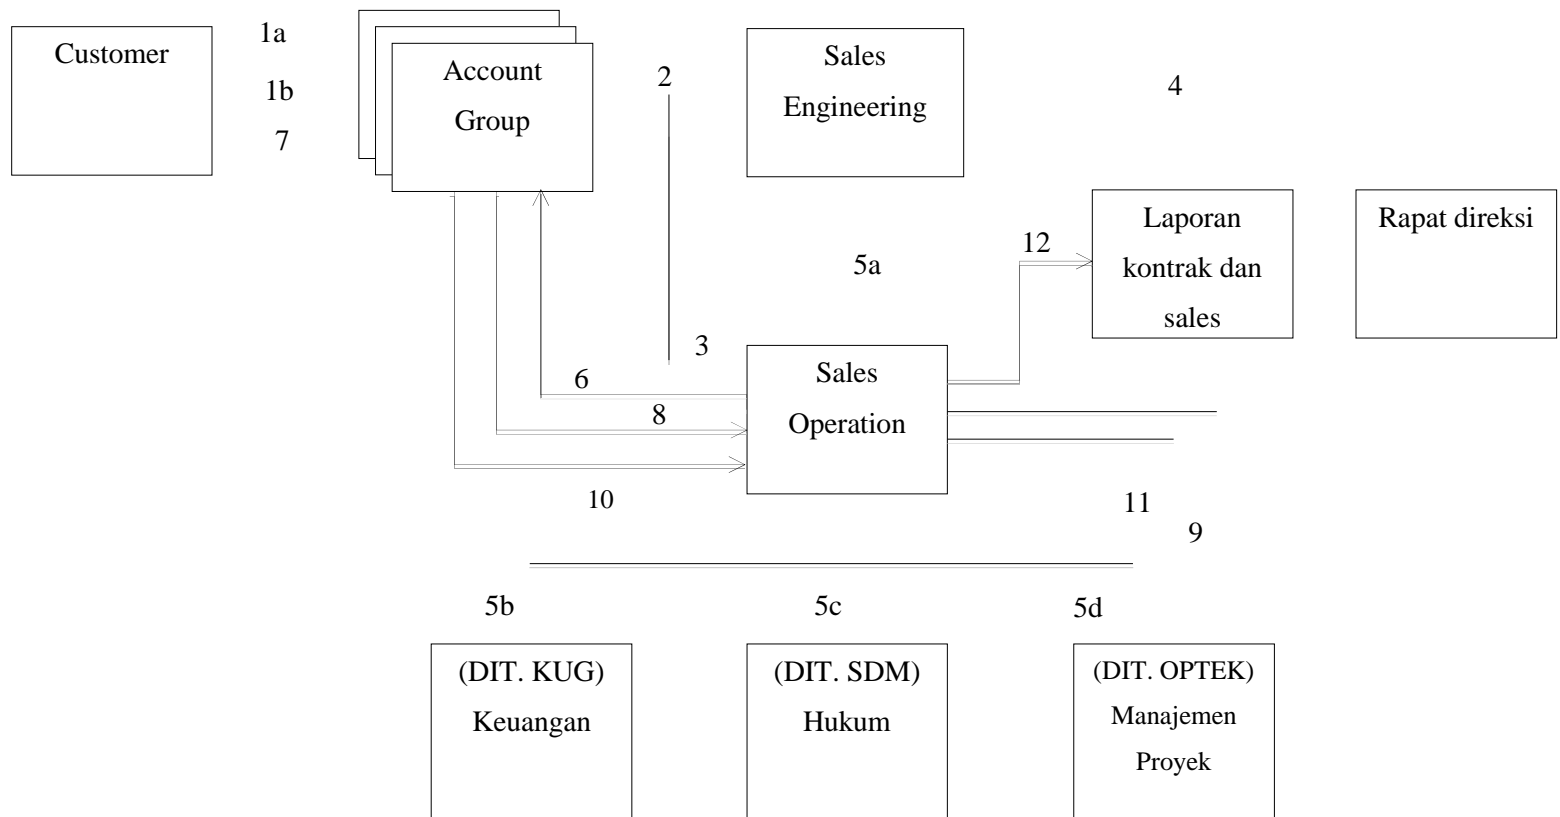 Customer
1a
1b
7
Account
Group
2
Sales
Engineering
4
Laporan
kontrak dan
sales
Rapat direksi
12
5a
3
Sales
Operation
6
8
10
11
9
5b
5c
5d
(DIT. KUG)
Keuangan
(DIT. SDM)
Hukum
(DIT. OPTEK)
Manajemen
Proyek